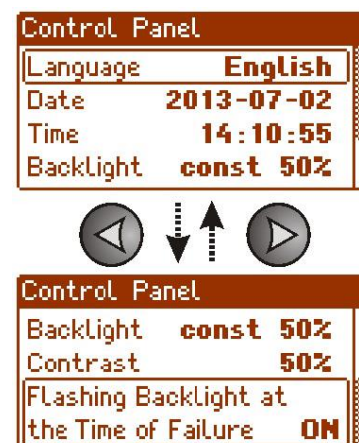 Control Panel
Language English
Date 2013-07-02
Time 14:10:55
Backlight const 50%
Control Panel
Backlight const 50%
Contrast 50%
Flashing Backlight at
the Time of Failure ON